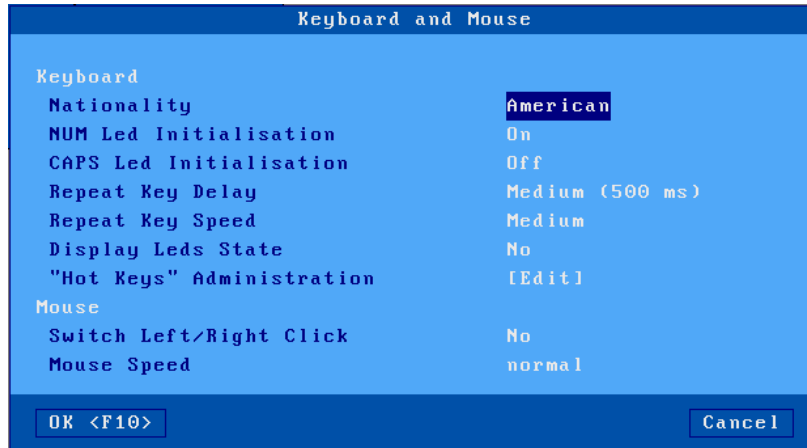 Keyboard and Mouse
Keyboard
Nationality American
NUM Led Initialisation On
CAPS Led Initialisation Off
Repeat Key Delay Medium (500 ms)
Repeat Key Speed Medium
Display Leds State No
"Hot Keys" Administration [Edit]
Mouse
Switch Left/Right Click No
Mouse Speed normal
OK <F10> Cancel